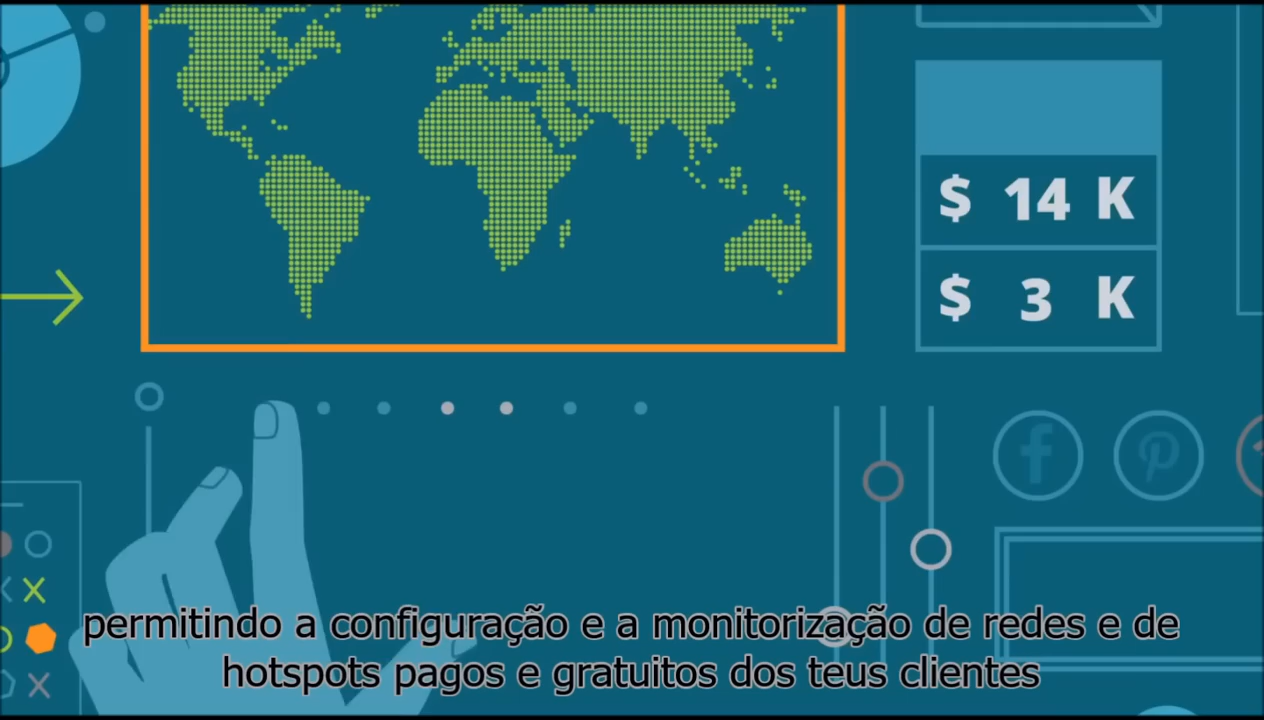 $ 14 K
$ 3 K
permitindo a configuração e a monitorização de redes e de
hotspots pagos e gratuitos dos teus clientes